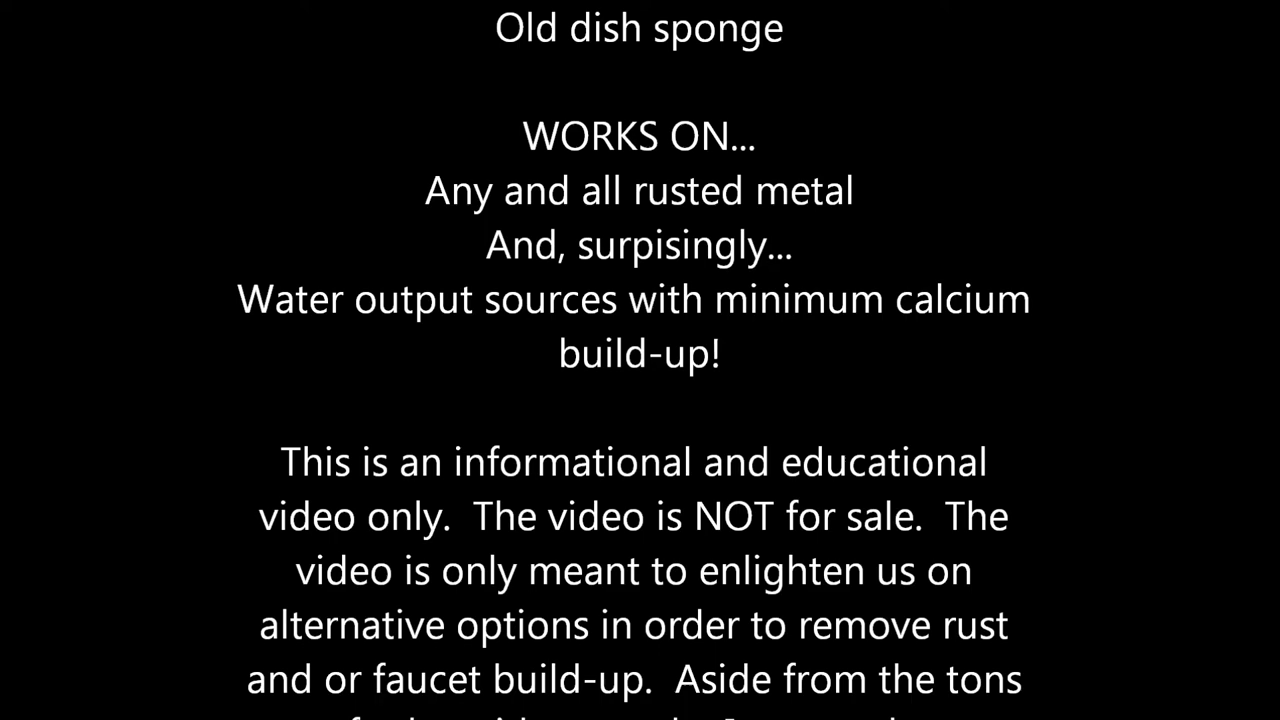 Old dish sponge
WORKS ON...
Any and all rusted metal
And, surpisingly...
Water output sources with minimum calcium
build-up!
This is an informational and educational
video only.  The video is NOT for sale.  The
video is only meant to enlighten us on
alternative options in order to remove rust
and or faucet build-up.  Aside from the tons